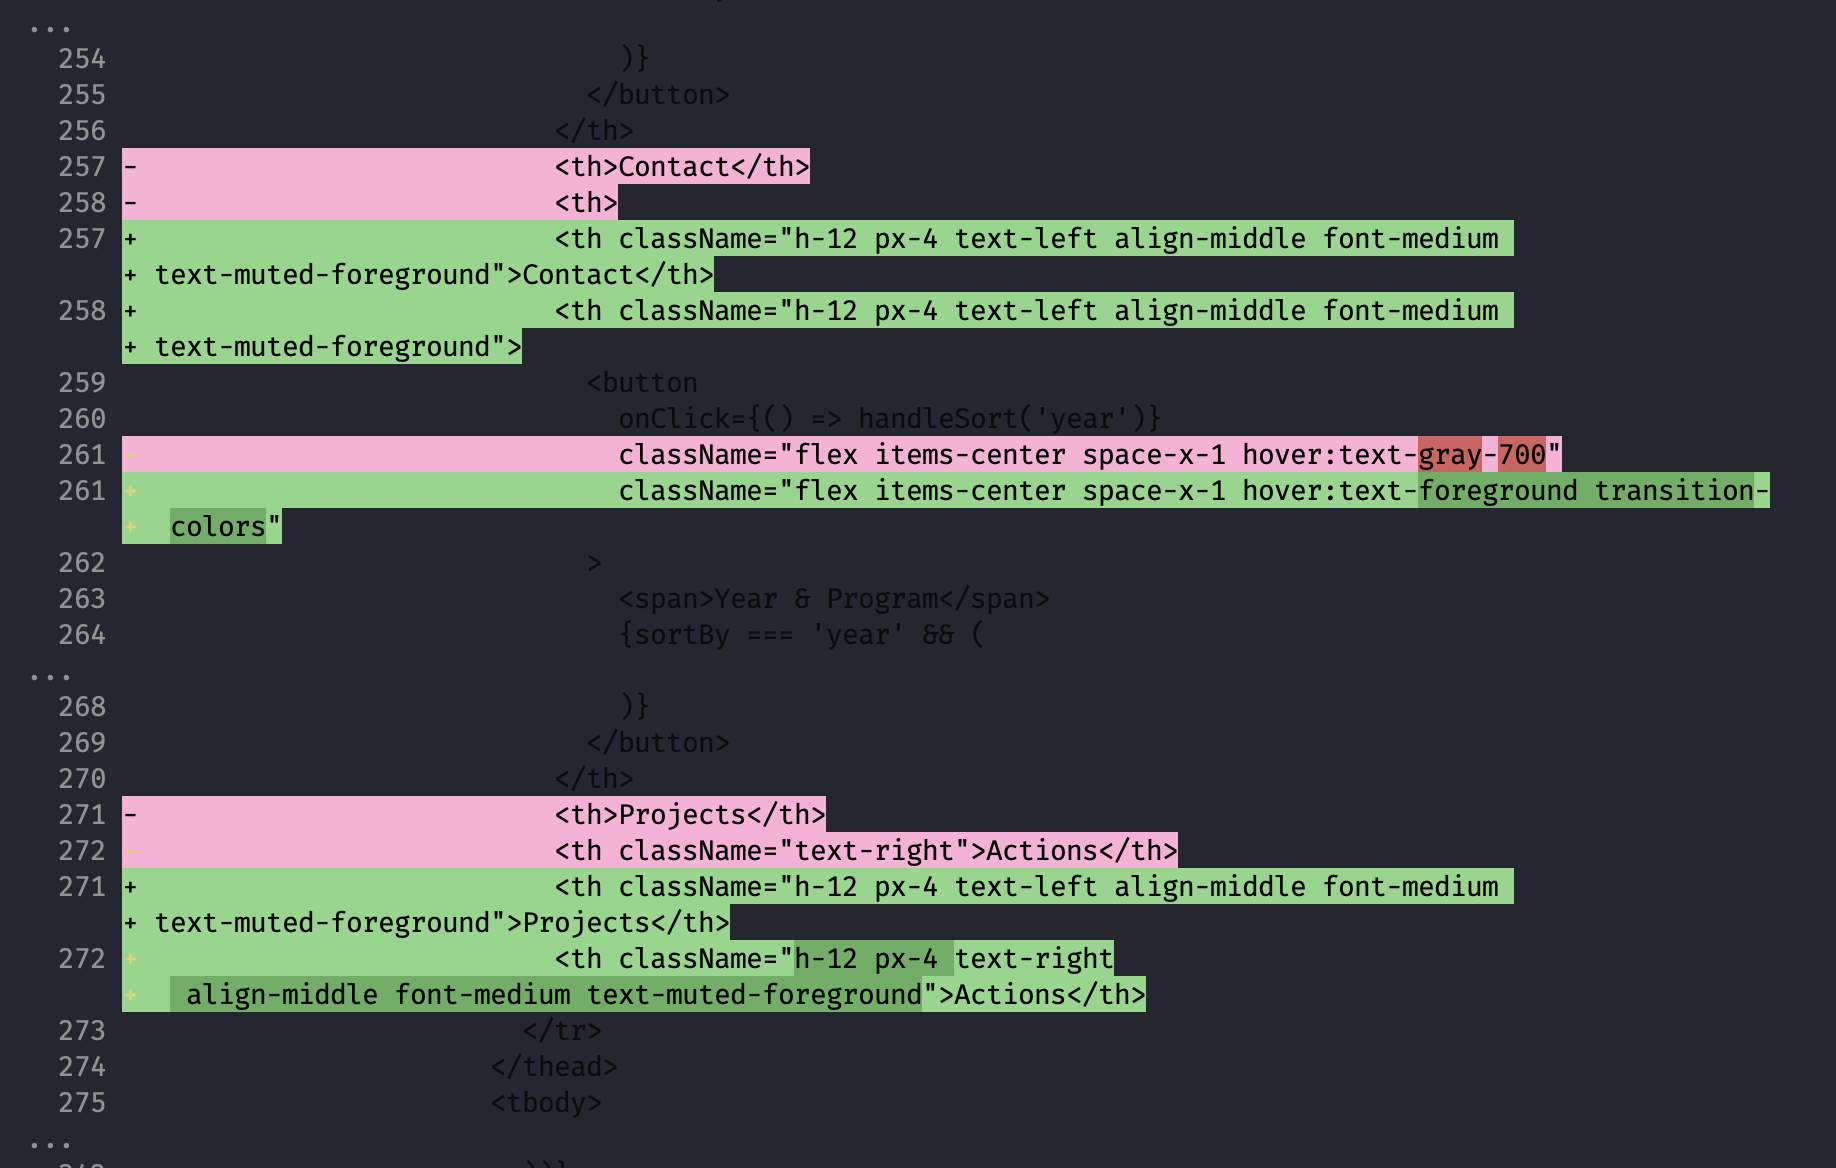 ...
254 )}
255 </button>
256 </th>
257 - <th>Contact</th>
258 - <th>
257 + <th className="h-12 px-4 text-left align-middle font-medium
+ text-muted-foreground">Contact</th>
258 + <th className="h-12 px-4 text-left align-middle font-medium
+ text-muted-foreground">
259 <button
260 onClick={() => handleSort('year')}
261 - className="flex items-center space-x-1 hover:text-gray-700"
261 + className="flex items-center space-x-1 hover:text-foreground transition-
+ colors"
262 >
263 <span>Year & Program</span>
264 {sortBy === 'year' && (
...
268 )}
269 </button>
270 </th>
271 - <th>Projects</th>
272 - <th className="text-right">Actions</th>
271 + <th className="h-12 px-4 text-left align-middle font-medium
+ text-muted-foreground">Projects</th>
272 + <th className="h-12 px-4 text-right
+ align-middle font-medium text-muted-foreground">Actions</th>
273 </tr>
274 </thead>
275 <tbody>
...